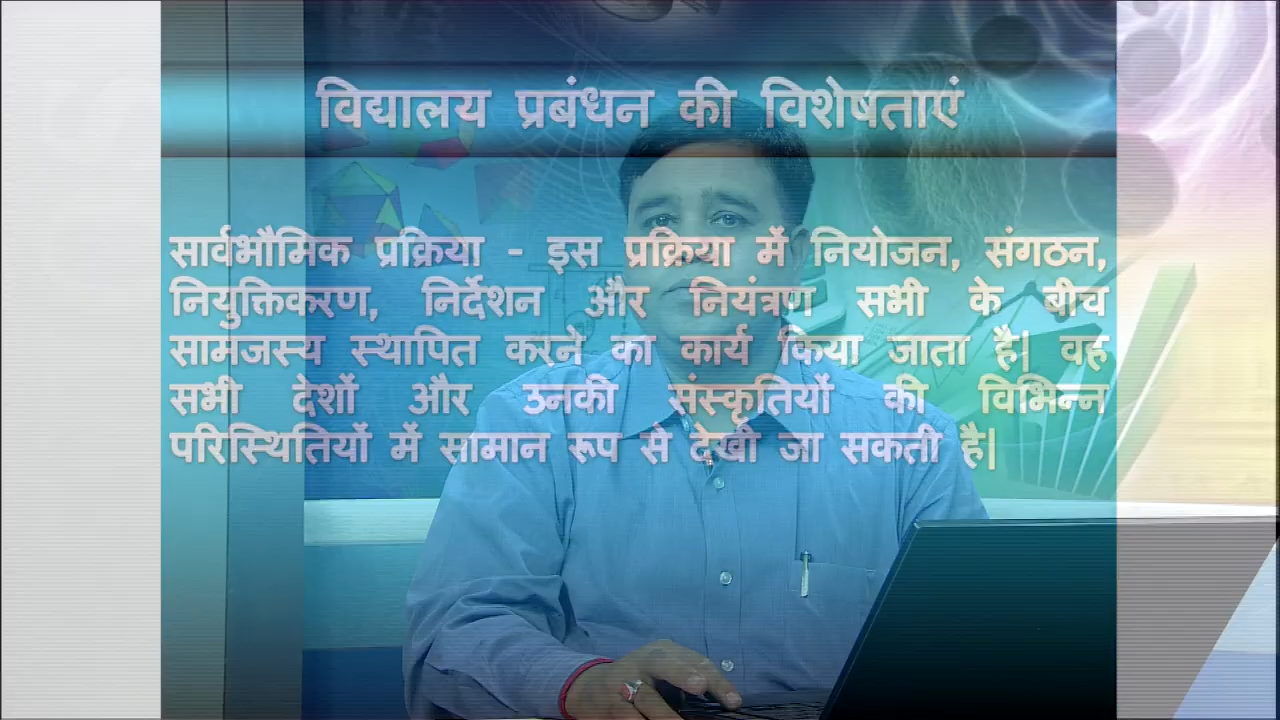 विद्यालय प्रबंधन की विशेषताएं
सार्वभौमिक प्रक्रिया - इस प्रक्रिया में नियोजन, संगठन,
नियुक्तिकरण, निर्देशन और नियंत्रण सभी के बीच
सामंजस्य स्थापित करने का कार्य किया जाता है| वह
सभी देशों और उनकी संस्कृतियों की विभिन्न
परिस्थितियों में सामान रूप से देखी जा सकती है|